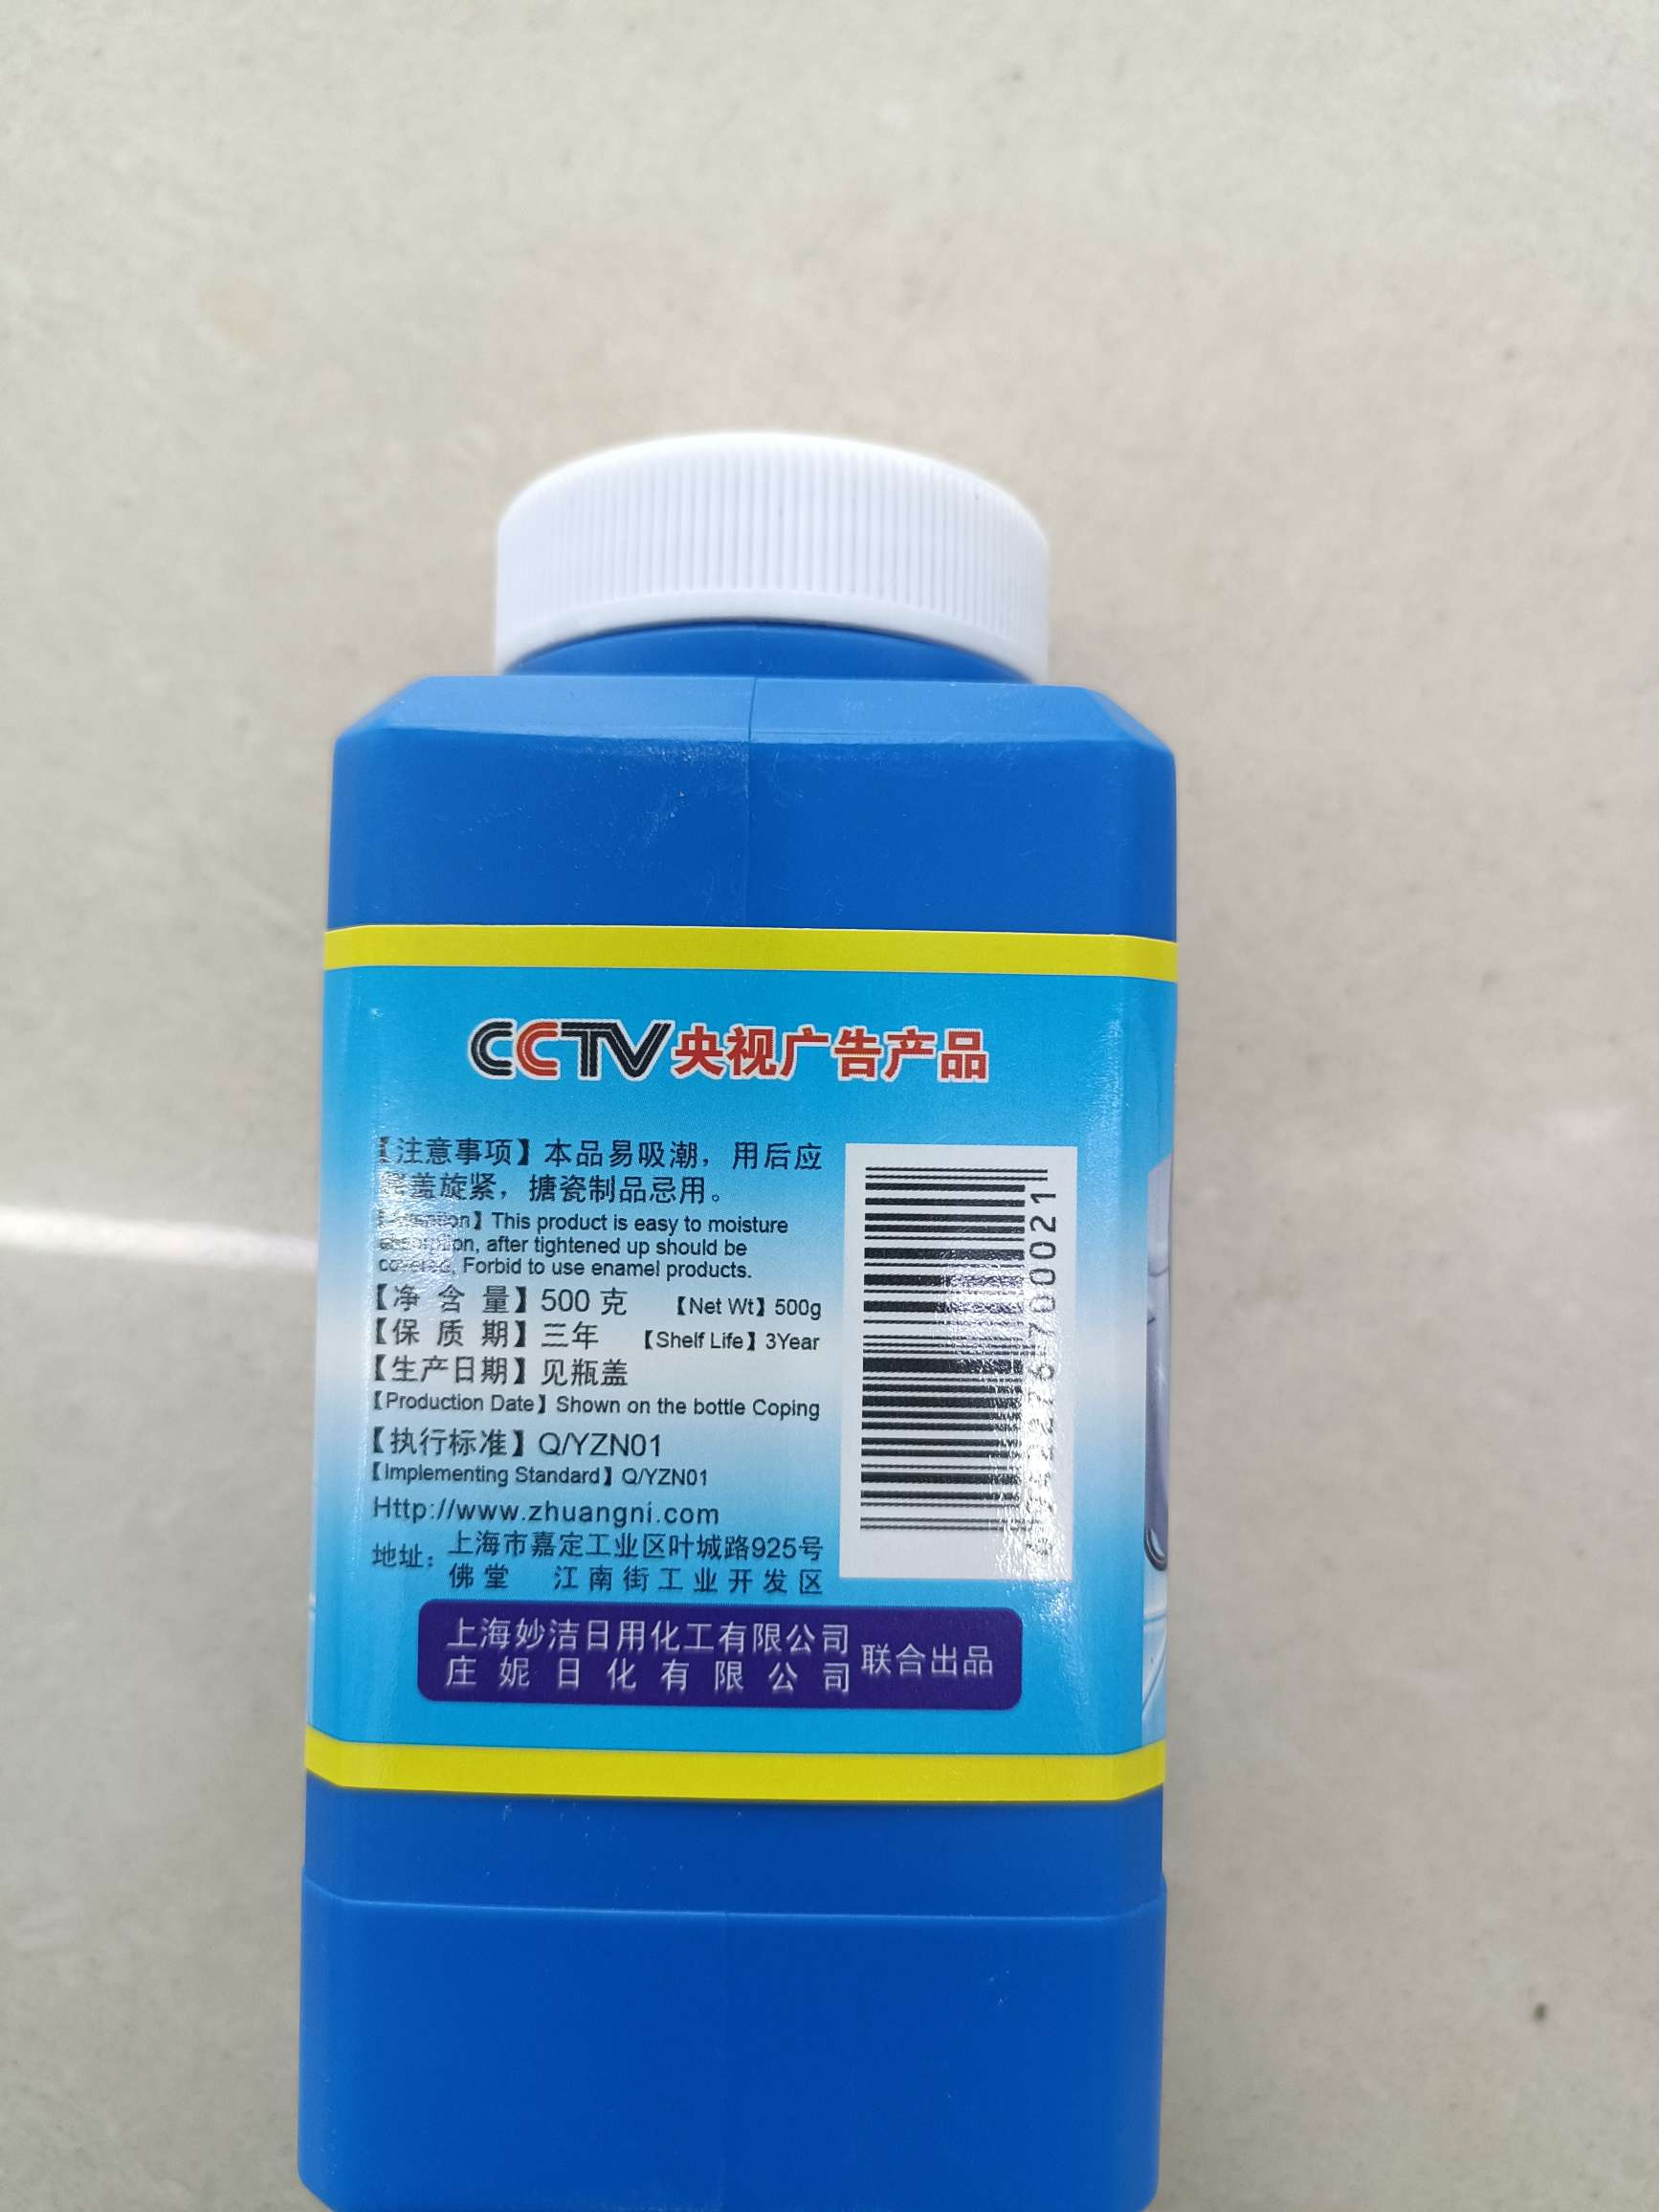 CCTV央视广告产品
【注意事项】本品易吸潮，用后应
盖旋紧，搪瓷制品忌用。
This product is easy to moisture
after tightened up should be
Forbid to use enamel products.
【净 含 量】500 克 【Net Wt】500g
【保 质 期】三年 【Shelf Life】3Year
【生产日期】见瓶盖
【Production Date】Shown on the bottle Coping
【执行标准】Q/YZN01
【Implementing Standard】Q/YZN01
Http://www.zhuangni.com
地址：上海市嘉定工业区叶城路925号
佛堂 江南街工业开发区
上海妙洁日用化工有限公司
庄妮日化有限公司
联合出品